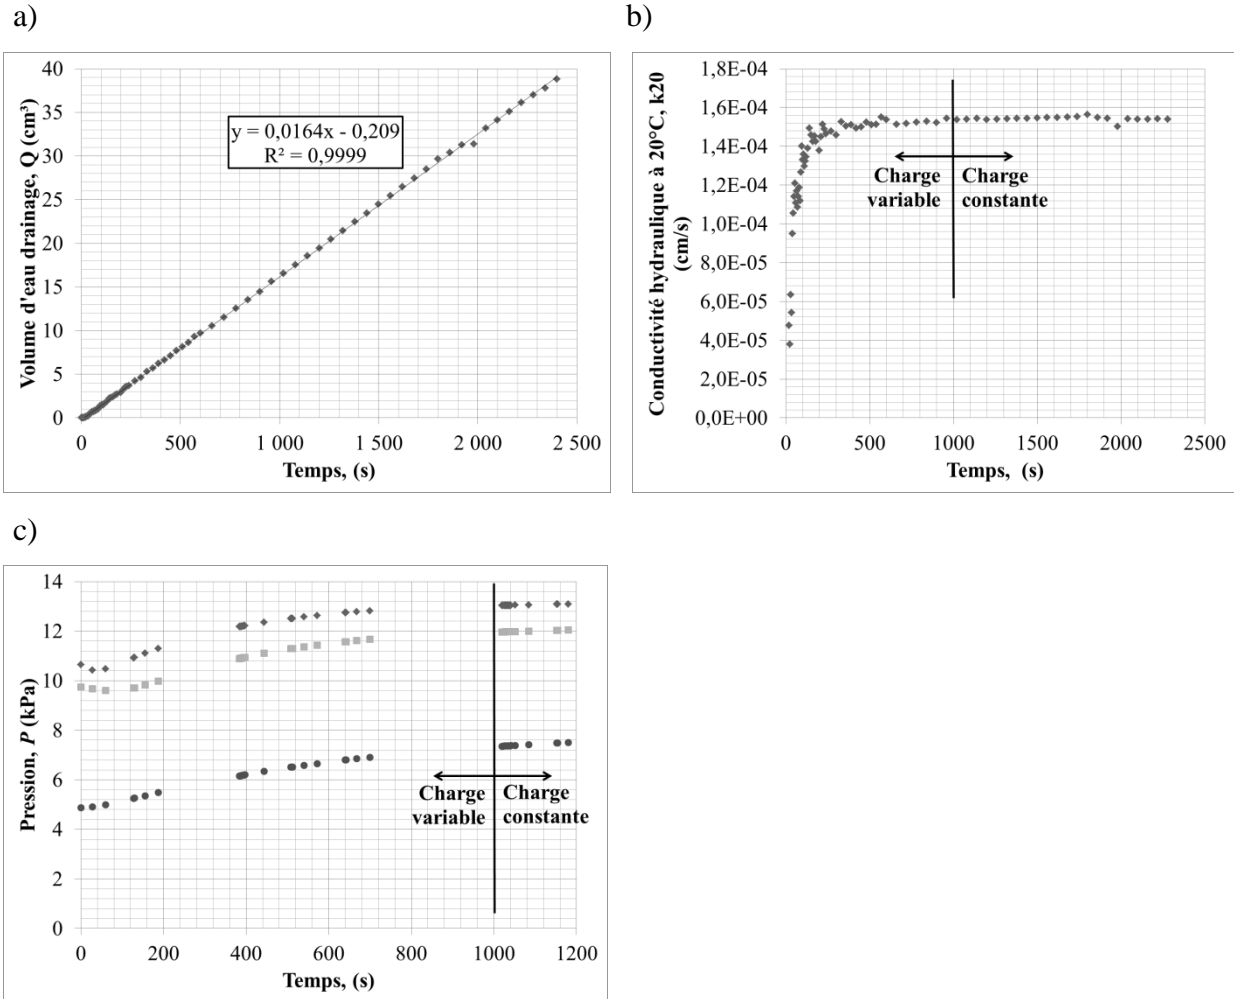 a)
40
35
30
25
20
15
10
5
0
Volume d'eau drainage, Q (cm³)
y = 0,0164x - 0,209
R² = 0,9999
0 500 1 000 1 500 2 000 2 500
Temps, (s)
b)
1,8E-04
1,6E-04
1,4E-04
1,2E-04
1,0E-04
8,0E-05
6,0E-05
4,0E-05
2,0E-05
0,0E+00
Conductivité hydraulique à 20°C, k20
(cm/s)
Charge Charge
variable constante
0 500 1000 1500 2000 2500
Temps, (s)
c)
14
12
10
8
6
4
2
0
Pression, P (kPa)
Charge Charge
variable constante
0 200 400 600 800 1000 1200
Temps, (s)